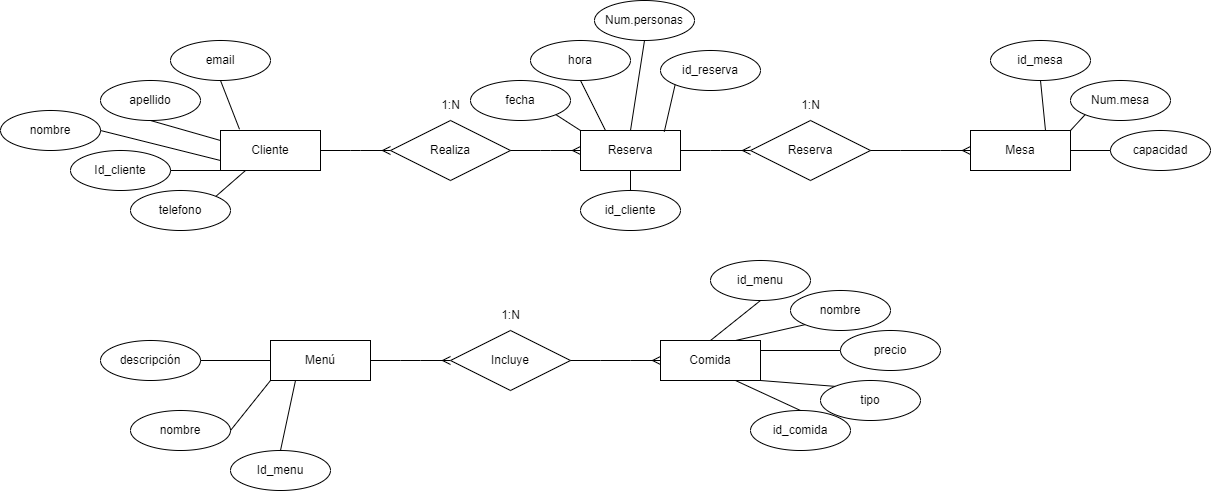 Num.personas
email
hora
id_reserva
id_mesa
apellido
fecha
1:N
1:N
Num.mesa
nombre
Cliente
Realiza
Reserva
Reserva
Mesa
capacidad
Id_cliente
telefono
id_cliente
id_menu
nombre
1:N
descripción
Menú
Incluye
Comida
precio
tipo
nombre
id_comida
Id_menu